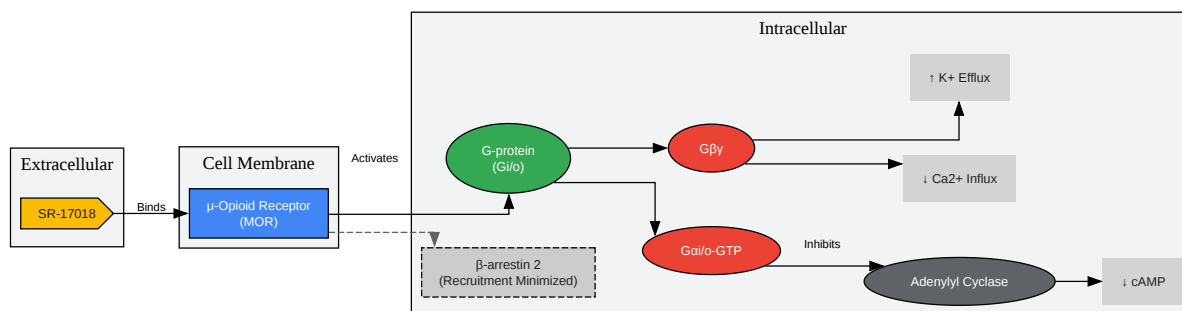 Intracellular
↑ K+ Efflux
Extracellular
Cell Membrane
Activates
G-protein
(Gi/o)
Gβγ
↓ Ca2+ Influx
SR-17018
Binds
μ-Opioid Receptor
(MOR)
Gαi/o-GTP
Inhibits
β-arrestin 2
(Recruitment Minimized)
Adenylyl Cyclase
↓ cAMP